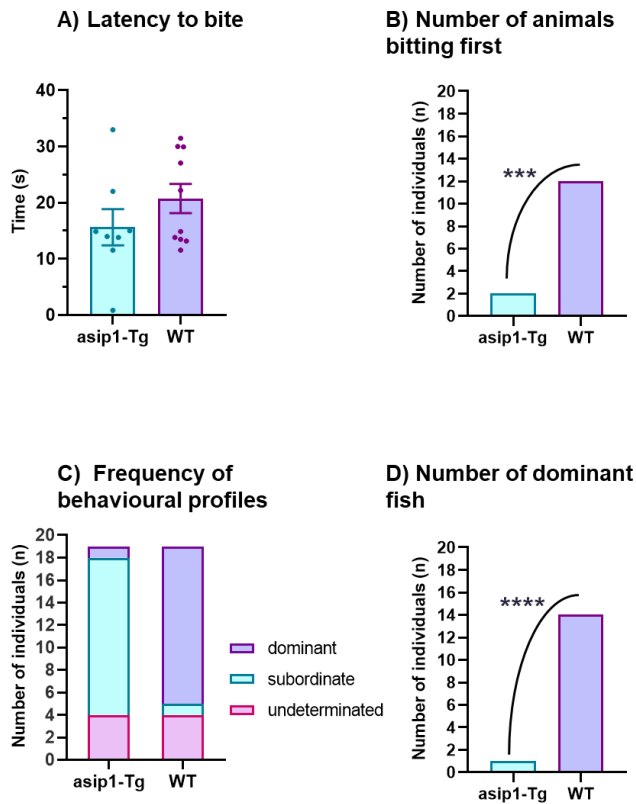 A) Latency to bite
40
30
20
10
0
Time (s)
asip1-Tg
WT
B) Number of animals
bitting first
20
18
16
14
12
10
8
6
4
2
0
Number of individuals (n)
***
asip1-Tg
WT
C) Frequency of
behavioural profiles
20
18
16
14
12
10
8
6
4
2
0
Number of individuals (n)
asip1-Tg
WT
dominant
subordinate
undeterminated
D) Number of dominant
fish
20
18
16
14
12
10
8
6
4
2
0
Number of individuals (n)
****
asip1-Tg
WT